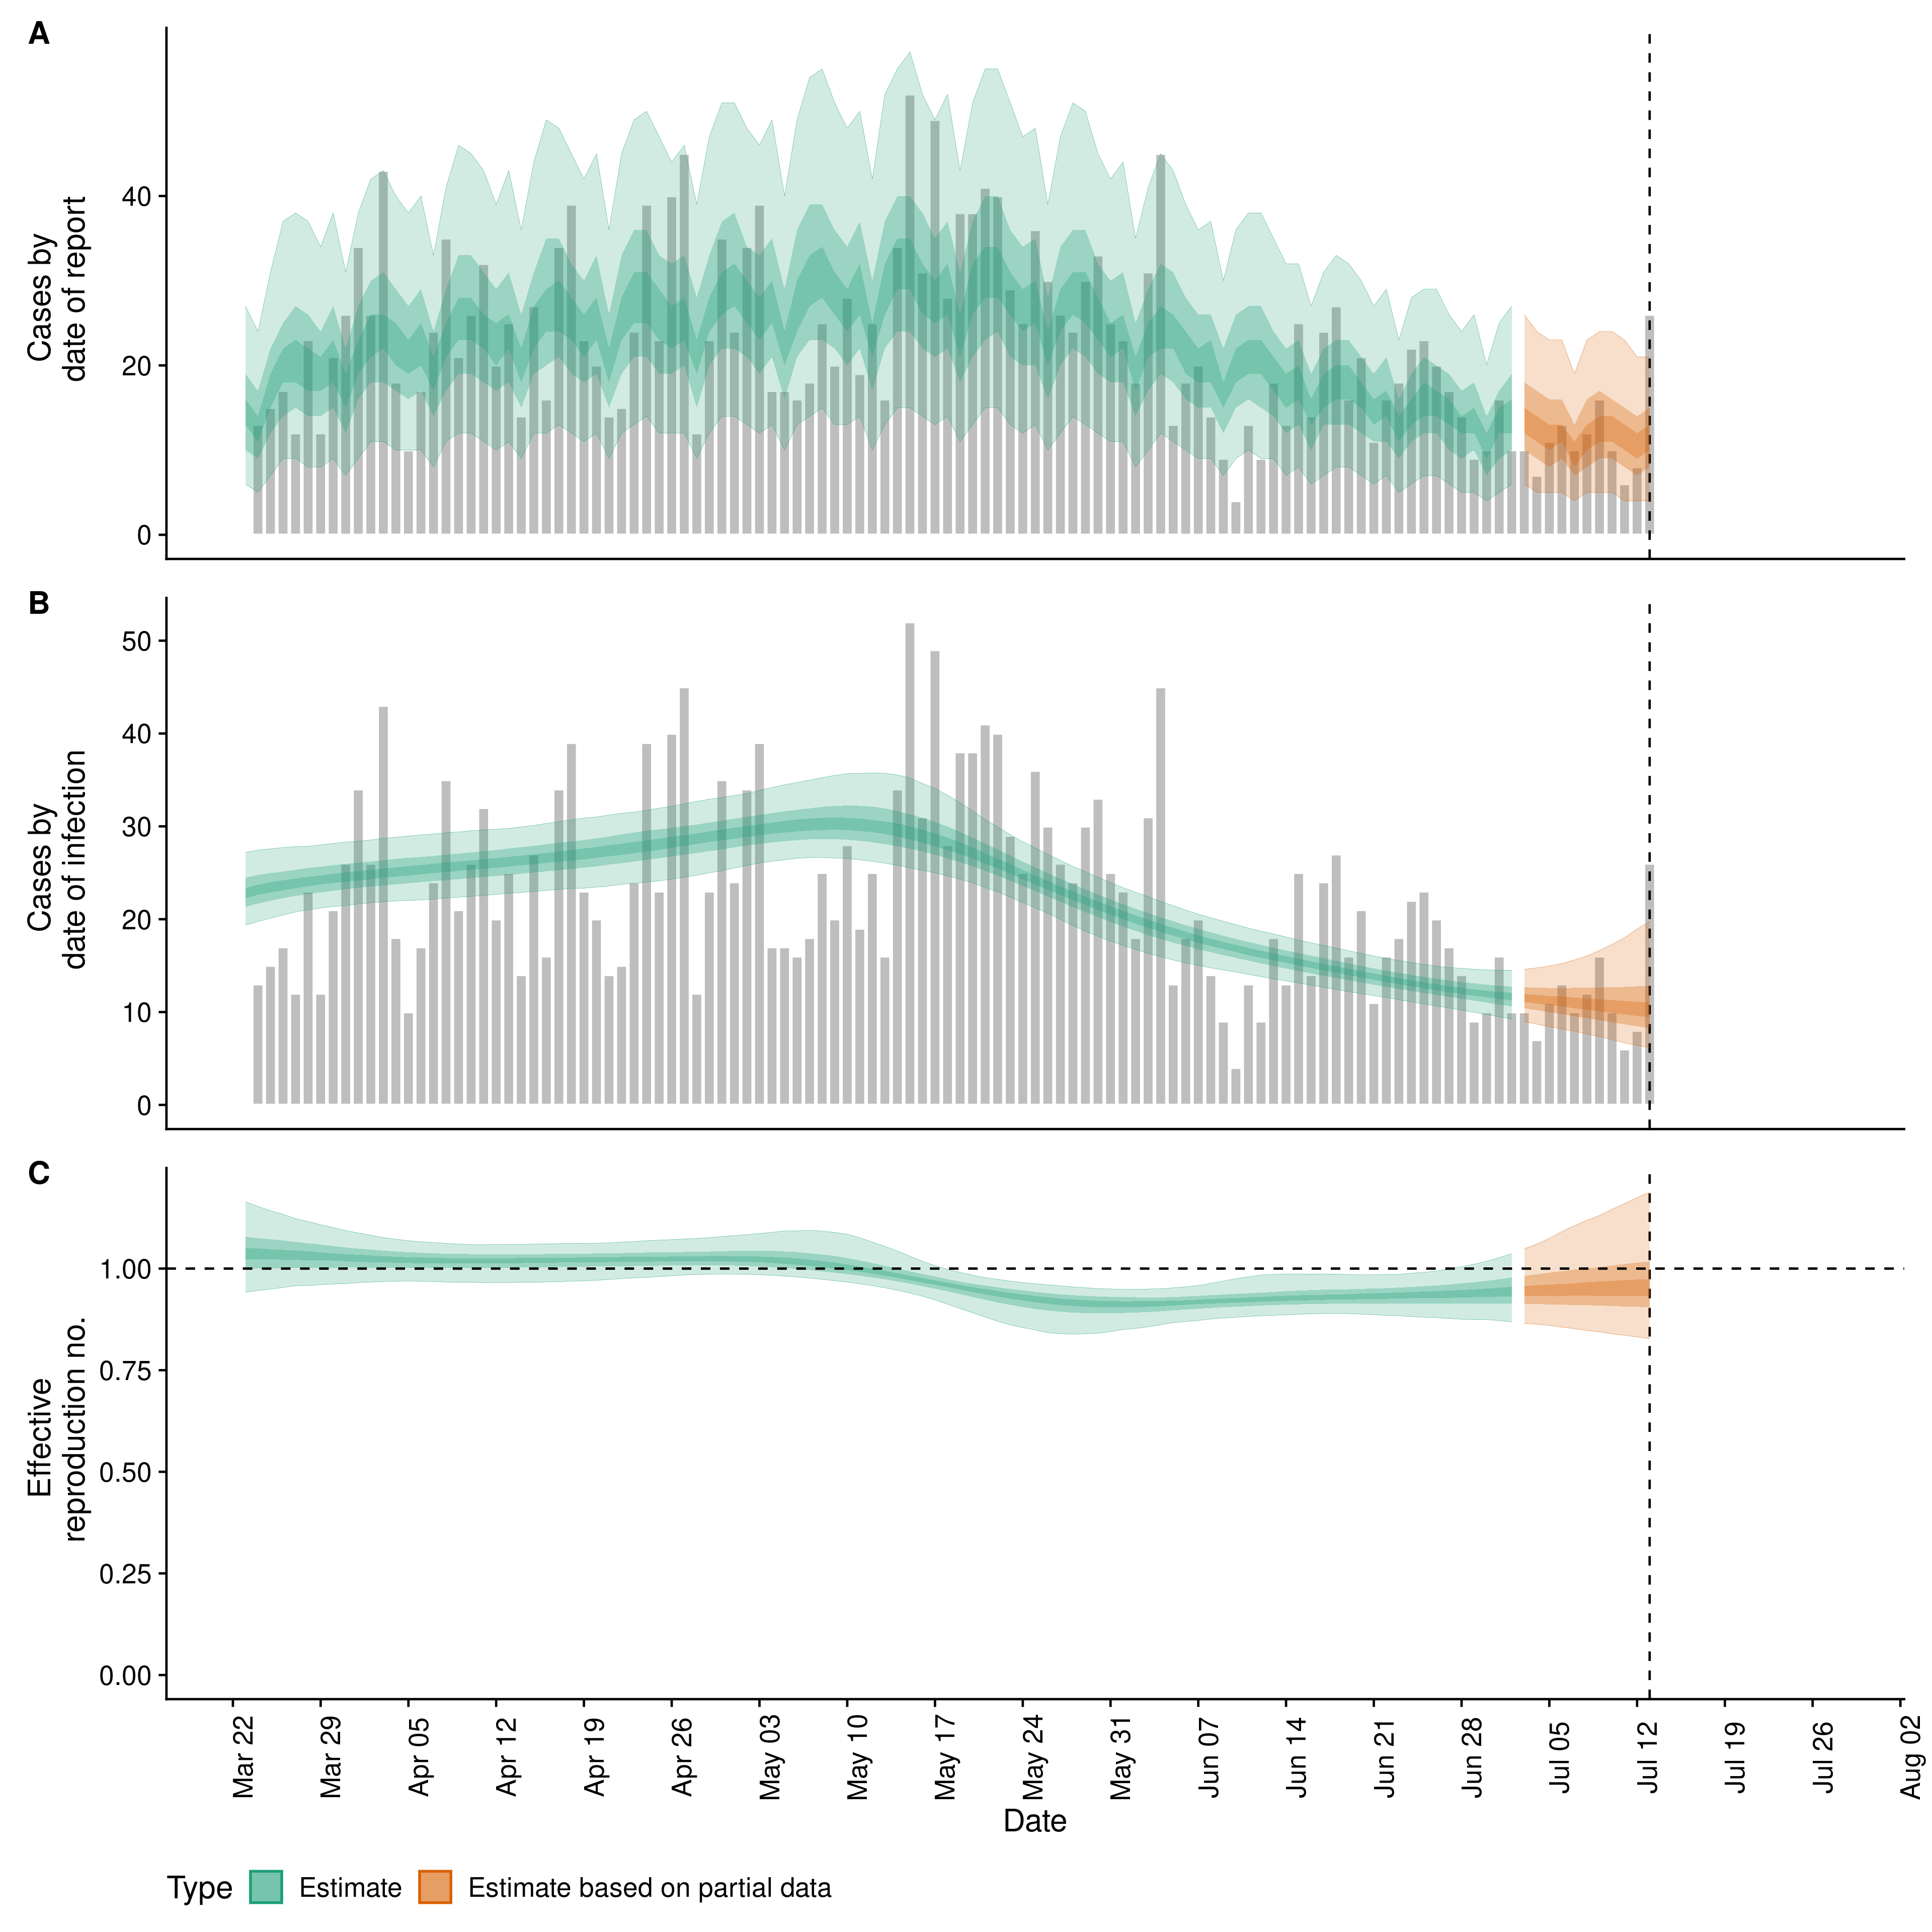 A
Cases by
date of report
40
20
0
B
Cases by
date of infection
50
40
30
20
10
0
C
Effective
reproduction no.
1.00
0.75
0.50
0.25
0.00
Mar 22
Mar 29
Apr 05
Apr 12
Apr 19
Apr 26
May 03
May 10
May 17
May 24
May 31
Jun 07
Jun 14
Jun 21
Jun 28
Jul 05
Jul 12
Jul 19
Jul 26
Aug 02
Date
Type Estimate Estimate based on partial data